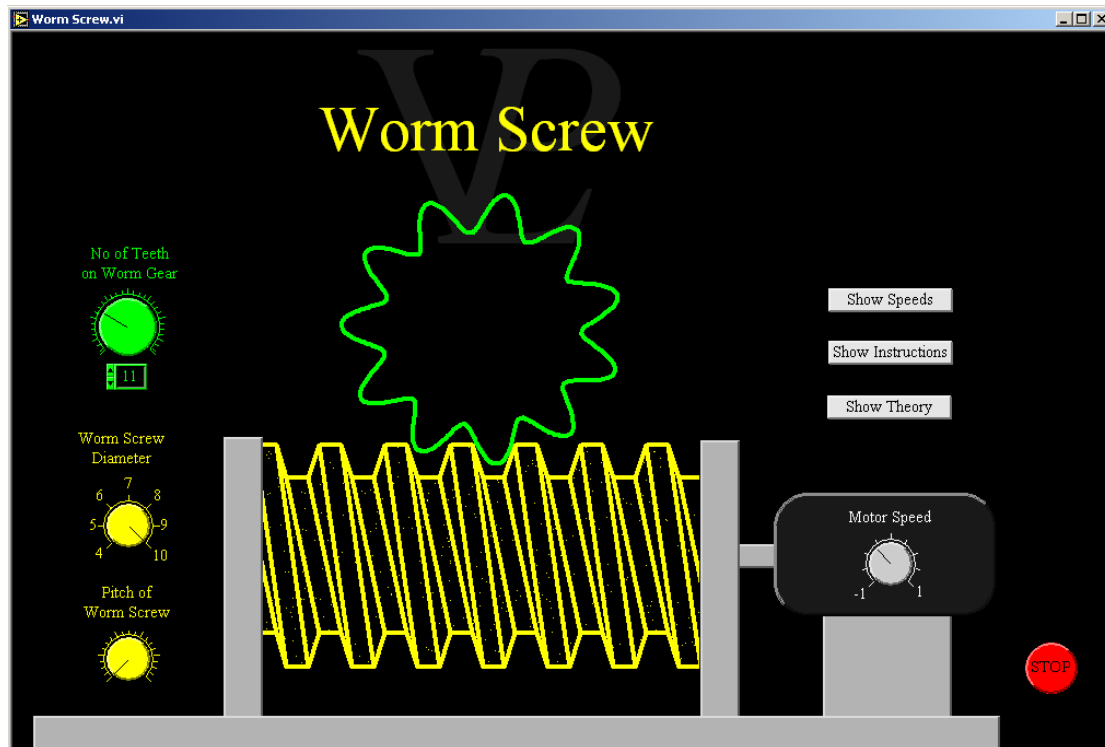 Worm Screw.vi
VPL
Worm Screw
No of Teeth
on Worm Gear
11
Worm Screw
Diameter
7
6 8
5 9
4 10
Pitch of
Worm Screw
Show Speeds
Show Instructions
Show Theory
Motor Speed
-1 1
STOP